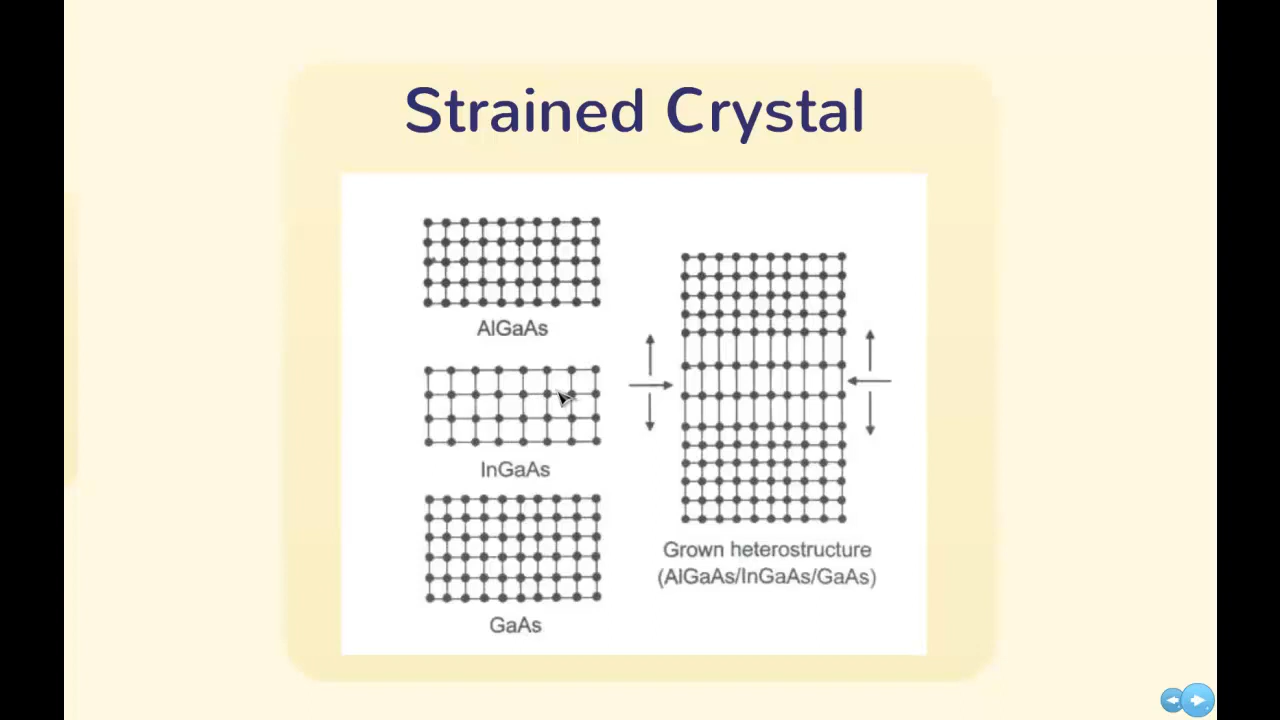 Strained Crystal
AlGaAs
InGaAs
GaAs
Grown heterostructure
(AlGaAs/InGaAs/GaAs)